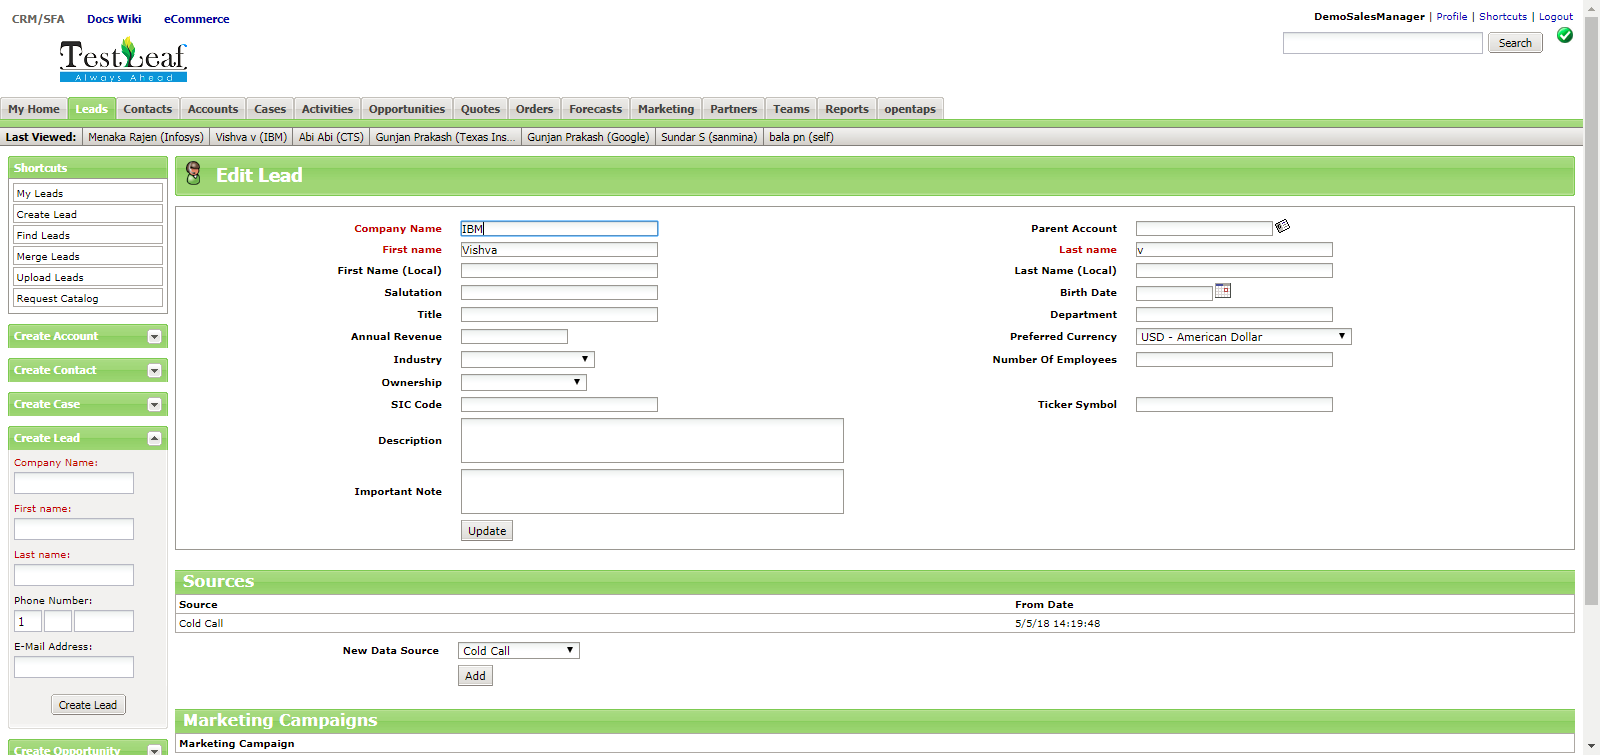 CRM/SFA Docs Wiki eCommerce
DemoSalesManager | Profile | Shortcuts | Logout
TestLeaf
Always Ahead
Search
My Home Leads Contacts Accounts Cases Activities Opportunities Quotes Orders Forecasts Marketing Partners Teams Reports opentaps
Last Viewed: Menaka Rajen (Infosys) Vishva v (IBM) Abi Abi (CTS) Gunjan Prakash (Texas Ins... Gunjan Prakash (Google) Sundar S (sanmina) bala pn (self)
Shortcuts
My Leads
Create Lead
Find Leads
Merge Leads
Upload Leads
Request Catalog
Create Account
Create Contact
Create Case
Create Lead
Company Name:
First name:
Last name:
Phone Number:
1
E-Mail Address:
Create Lead
Create Opportunity
Edit Lead
Company Name IBM Parent Account
First name Vishva Last name v
First Name (Local) Last Name (Local)
Salutation Birth Date
Title Department
Annual Revenue Preferred Currency USD - American Dollar
Industry Number Of Employees
Ownership
SIC Code Ticker Symbol
Description
Important Note
Update
Sources
Source From Date
Cold Call 5/5/18 14:19:48
New Data Source Cold Call
Add
Marketing Campaigns
Marketing Campaign